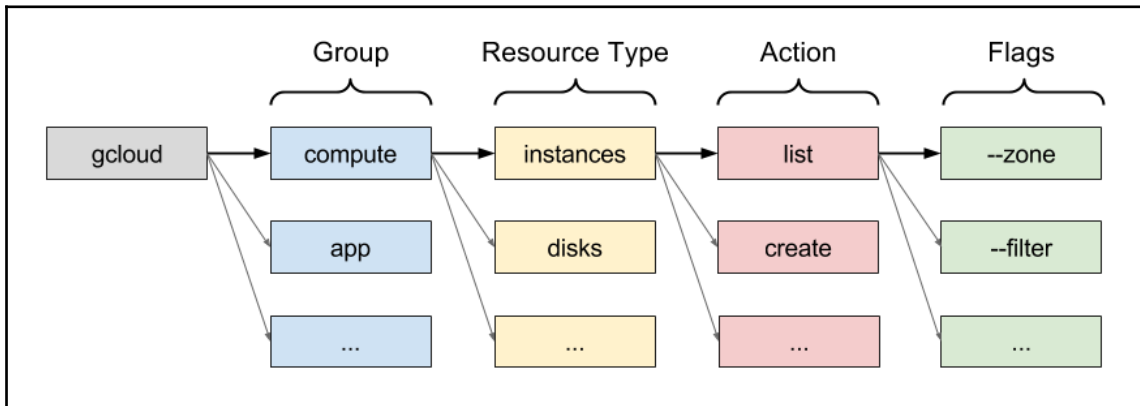 Group Resource Type Action Flags
gcloud compute instances list --zone
app disks create --filter
... ... ... ...